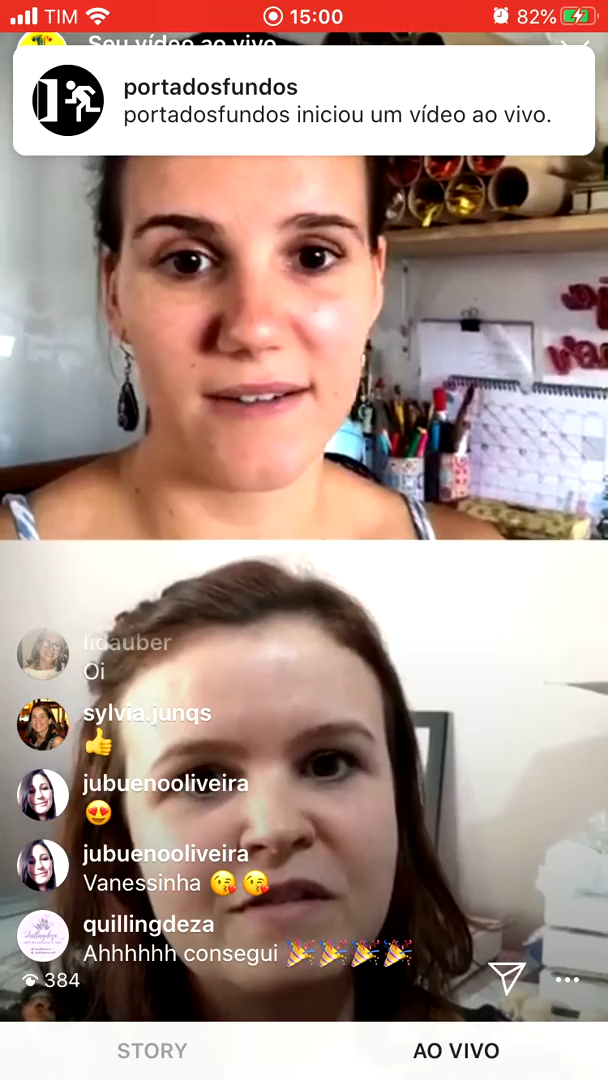 TIM 15:00 82%
Seu vídeo ao vivo
portadosfundos
portadosfundos iniciou um vídeo ao vivo.
lidauber
Oi
sylvia.junqs
👍
jubuenooliveira
😍
jubuenooliveira
Vanessinha 😘😘
quillingdeza
Ahhhhhh consegui 🎉🎉🎉🎉
384
STORY AO VIVO